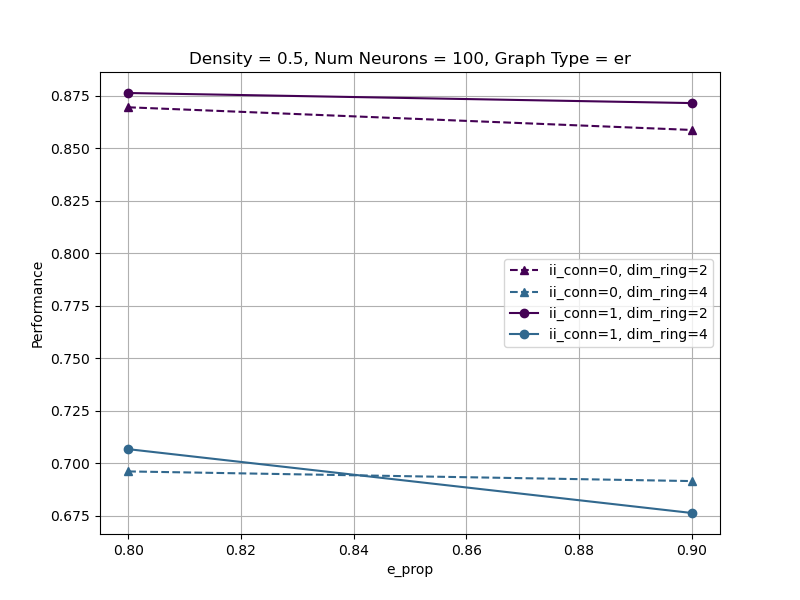 Density = 0.5, Num Neurons = 100, Graph Type = er
0.875
0.850
0.825
0.800
0.775
0.750
0.725
0.700
0.675
Performance
ii_conn=0, dim_ring=2
ii_conn=0, dim_ring=4
ii_conn=1, dim_ring=2
ii_conn=1, dim_ring=4
0.80 0.82 0.84 0.86 0.88 0.90
e_prop